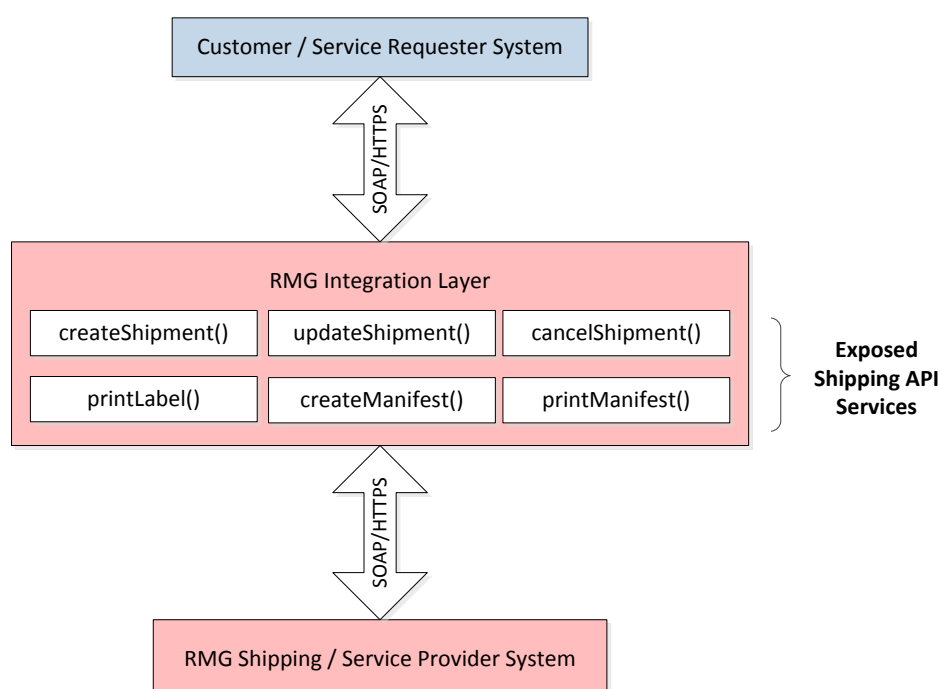 Customer / Service Requester System
SOAP/HTTPS
RMG Integration Layer
createShipment()
updateShipment()
cancelShipment()
printLabel()
createManifest()
printManifest()
Exposed
Shipping API
Services
SOAP/HTTPS
RMG Shipping / Service Provider System